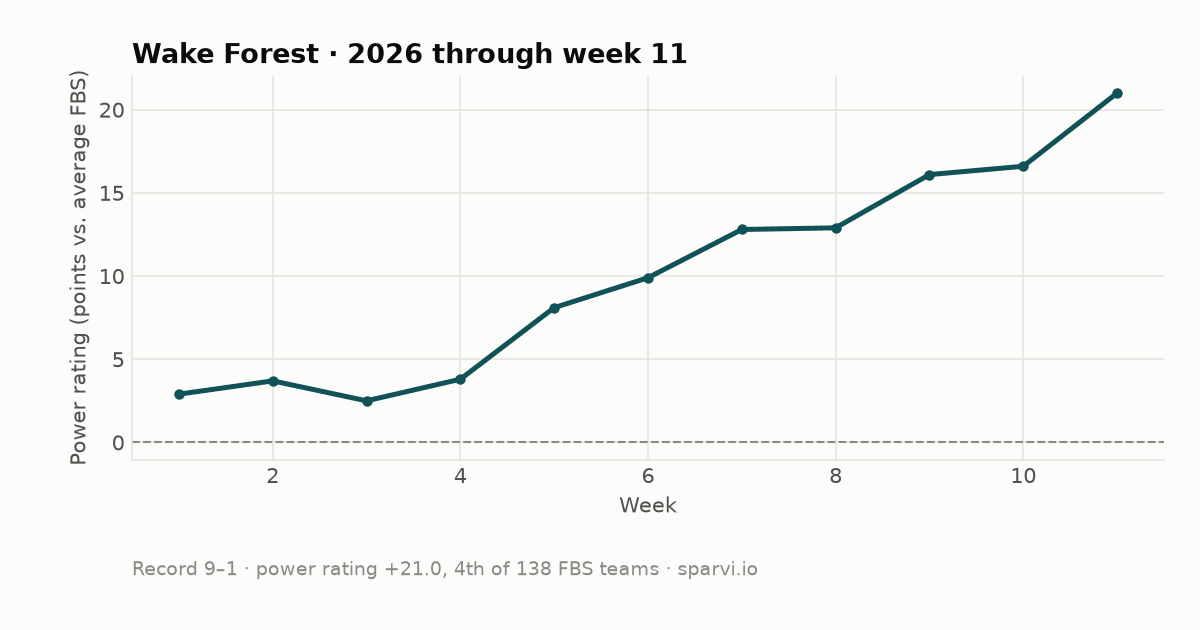 Wake Forest · 2026 through week 11
Power rating (points vs. average FBS)
20
15
10
5
0
2 4 6 8 10
Week
Record 9–1 · power rating +21.0, 4th of 138 FBS teams · sparvi.io